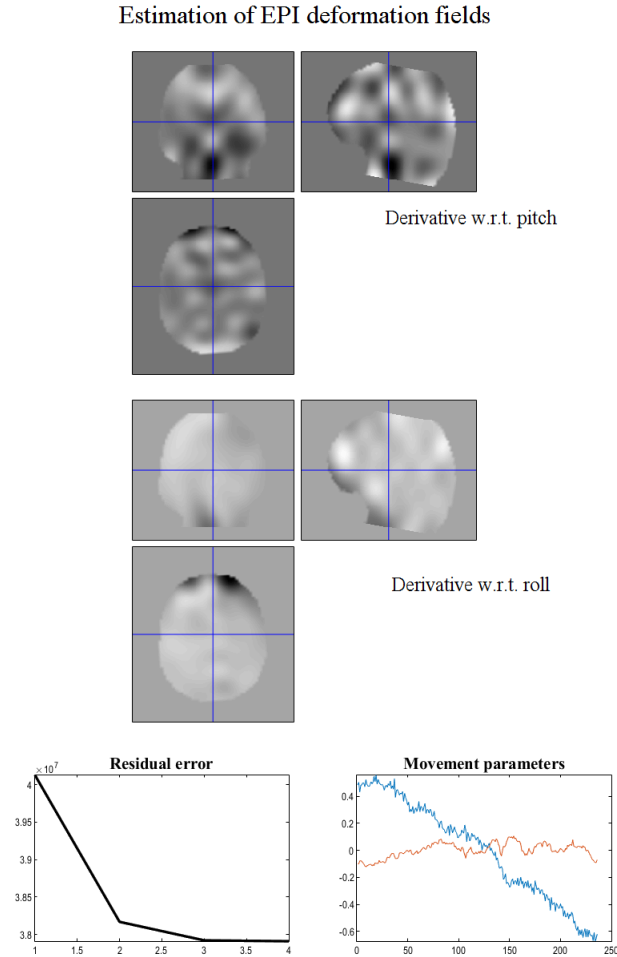 Estimation of EPI deformation fields
Derivative w.r.t. pitch
Derivative w.r.t. roll
Residual error
×10^7
4
3.95
3.9
3.85
3.8
1 1.5 2 2.5 3 3.5 4
Movement parameters
0.4
0.2
0
-0.2
-0.4
-0.6
0 50 100 150 200 250